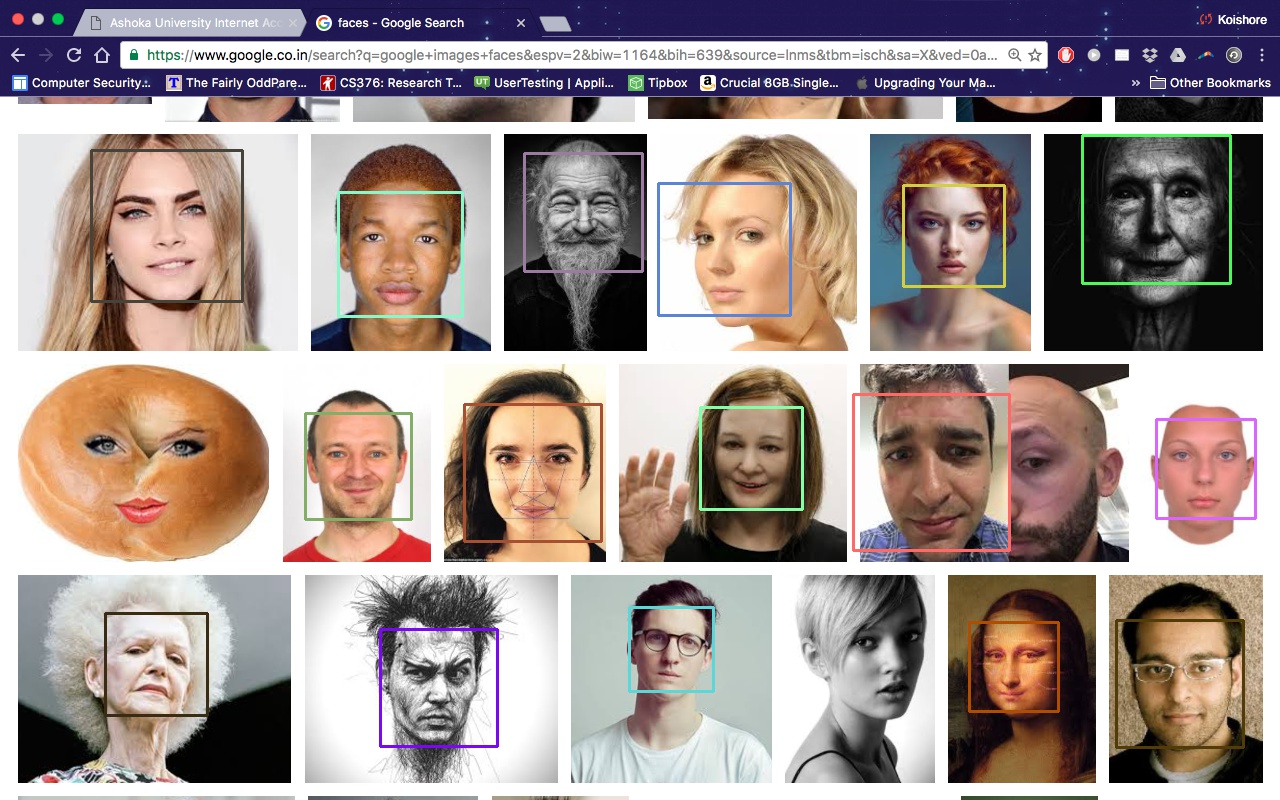 Ashoka University Internet Acc
faces - Google Search
Koishore
https://www.google.co.in/search?q=google+images+faces&espv=2&biw=1164&bih=639&source=lnms&tbm=isch&sa=X&ved=0a...
Computer Security:..
The Fairly OddPare...
CS376: Research T...
UT
UserTesting | Appli...
Tipbox
Crucial 8GB Single...
Upgrading Your Ma...
»
Other Bookmarks